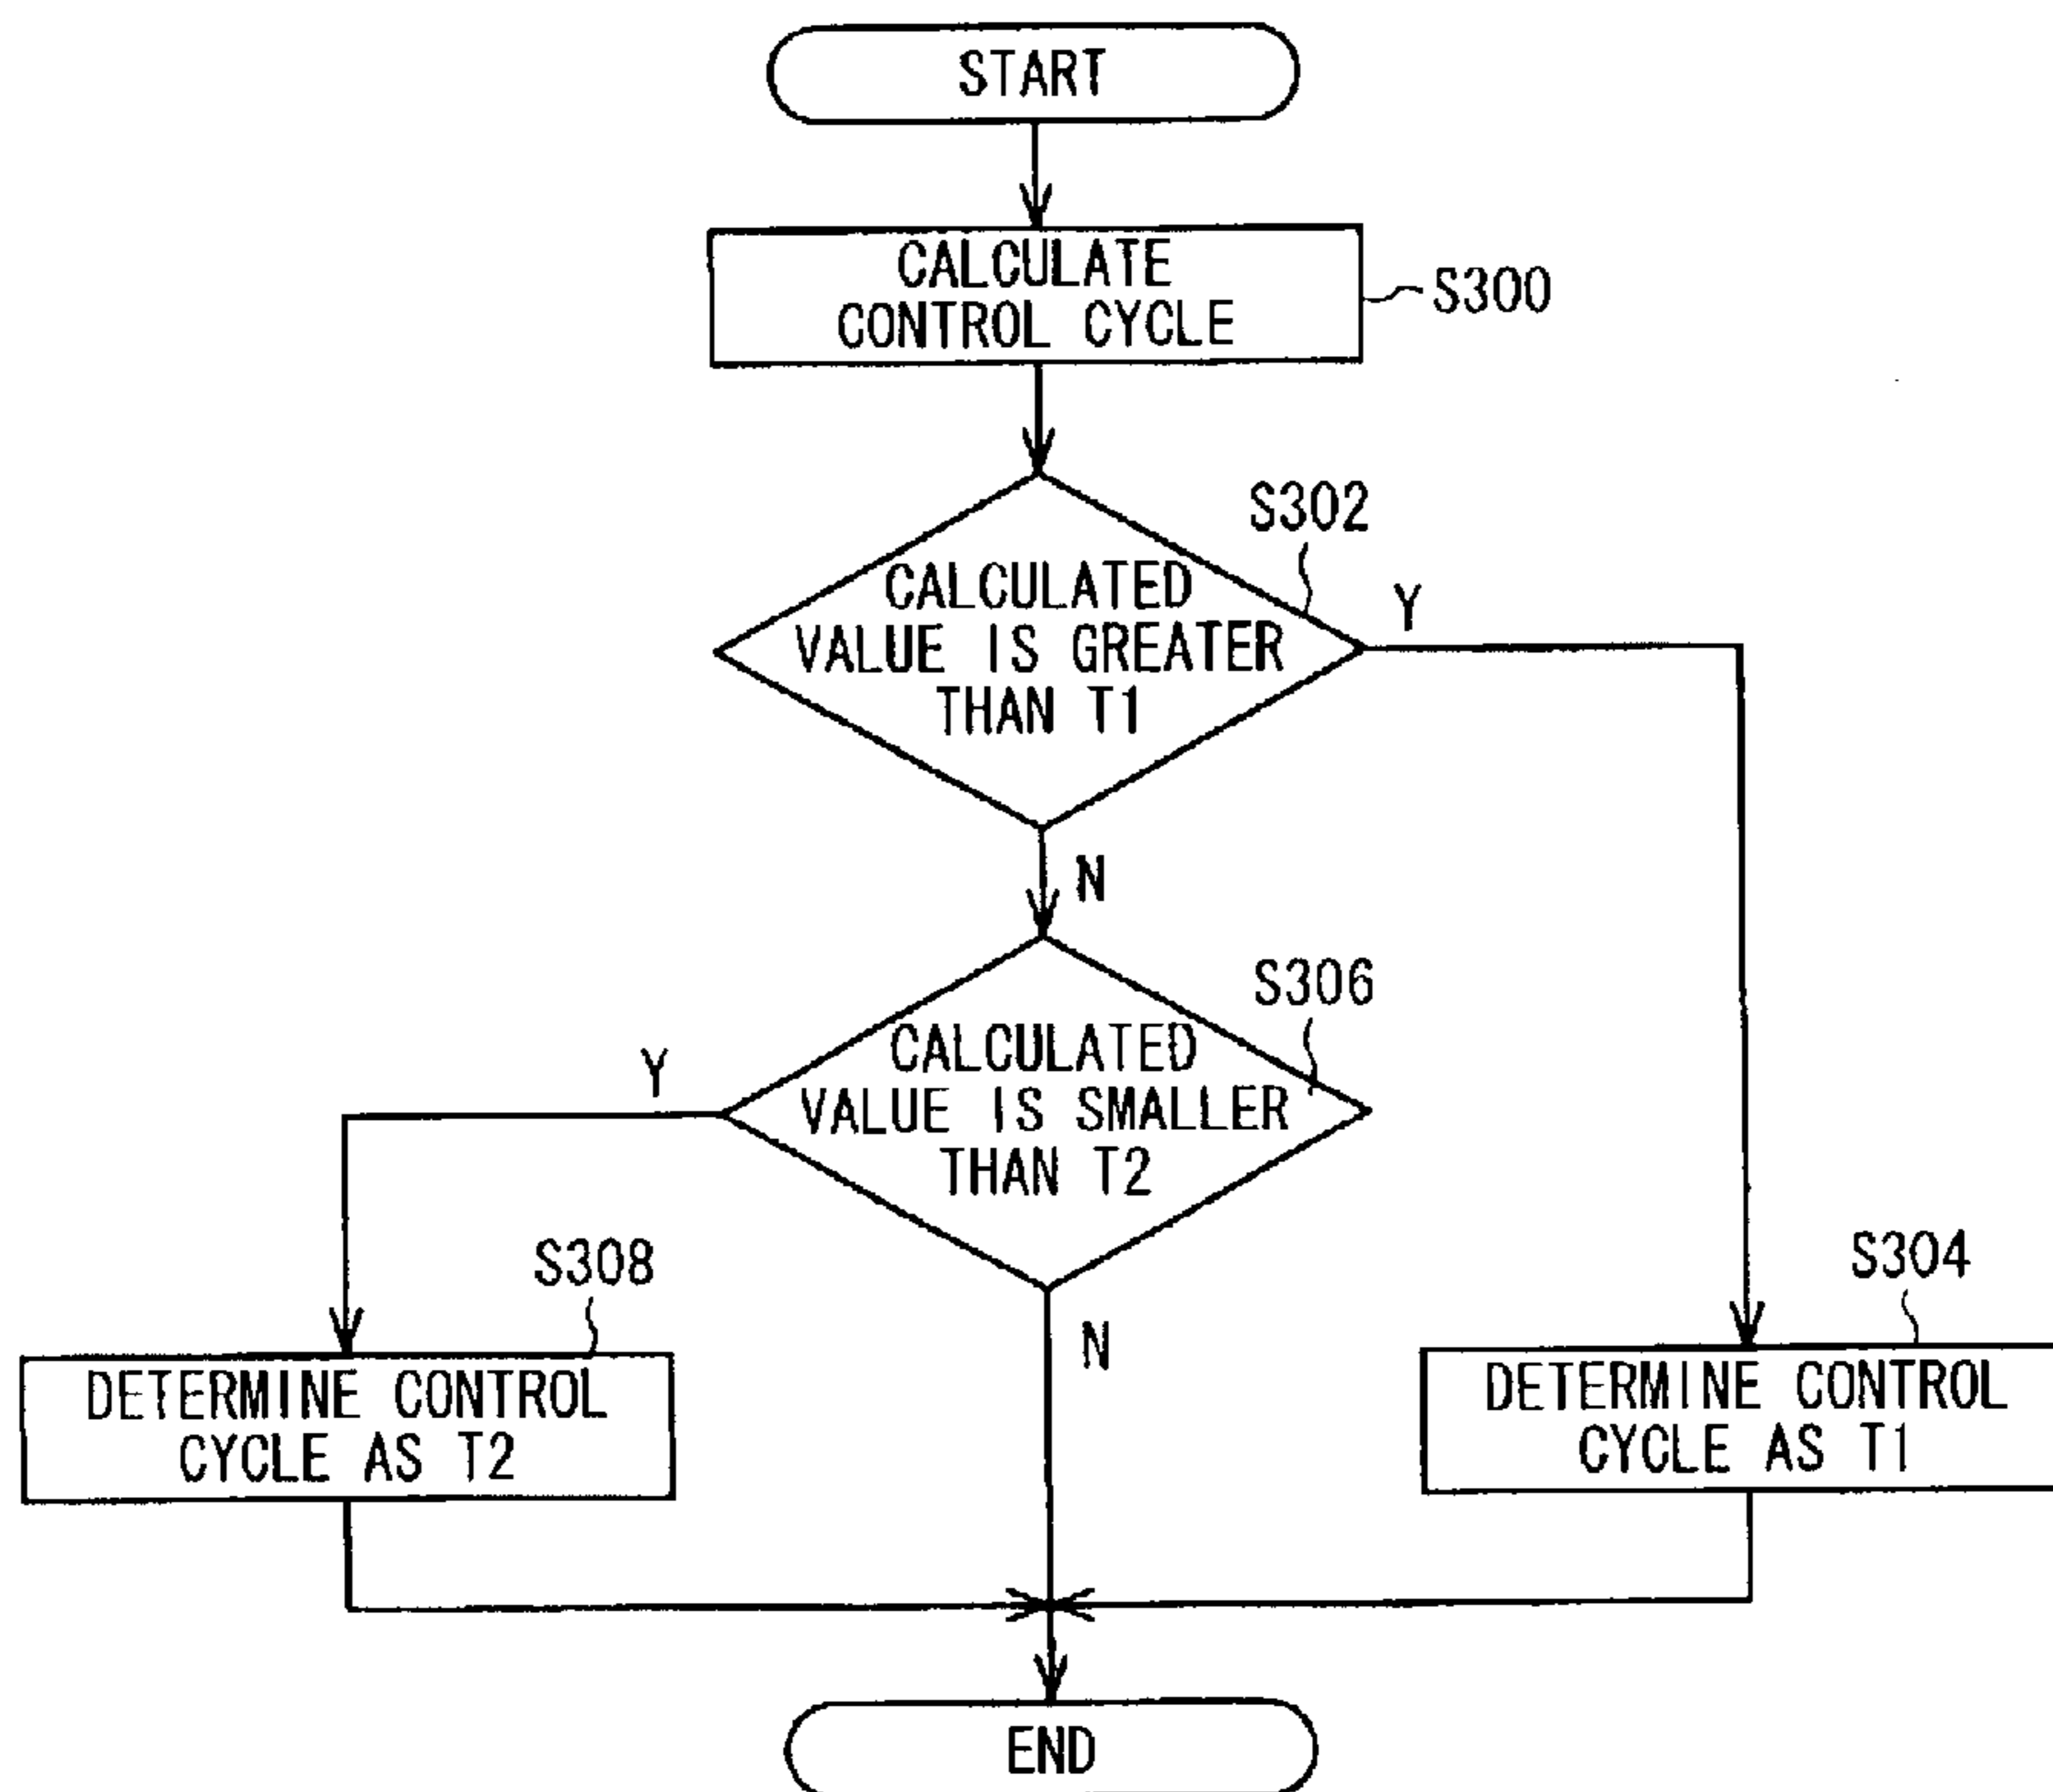 START
CALCULATE
CONTROL CYCLE
S300
S302
CALCULATED
VALUE IS GREATER
THAN T1
Y
N
S306
CALCULATED
VALUE IS SMALLER
THAN T2
Y
N
S308
DETERMINE CONTROL
CYCLE AS T2
S304
DETERMINE CONTROL
CYCLE AS T1
END